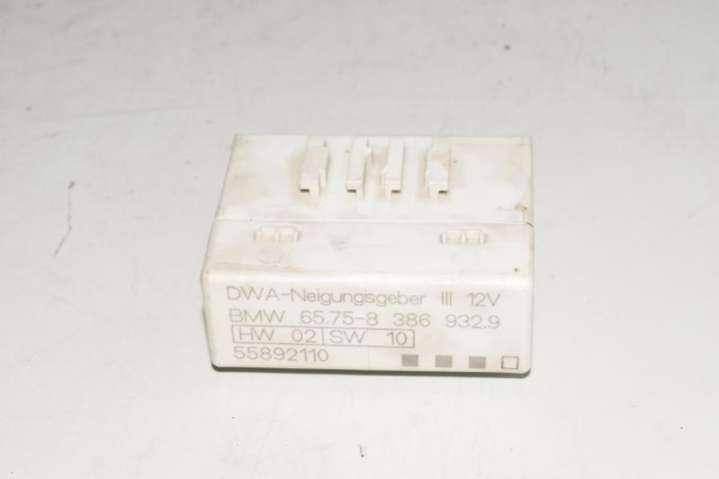 DWA-Neigungsgeber III 12V
BMW 65.75-8 386 932.9
HW 02 SW 10
55892110